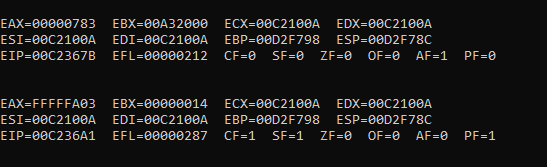 EAX=00000783 EBX=00A32000 ECX=00C2100A EDX=00C2100A
ESI=00C2100A EDI=00C2100A EBP=00D2F798 ESP=00D2F78C
EIP=00C2367B EFL=00000212 CF=0 SF=0 ZF=0 OF=0 AF=1 PF=0
EAX=FFFFFA03 EBX=00000014 ECX=00C2100A EDX=00C2100A
ESI=00C2100A EDI=00C2100A EBP=00D2F798 ESP=00D2F78C
EIP=00C236A1 EFL=00000287 CF=1 SF=1 ZF=0 OF=0 AF=0 PF=1